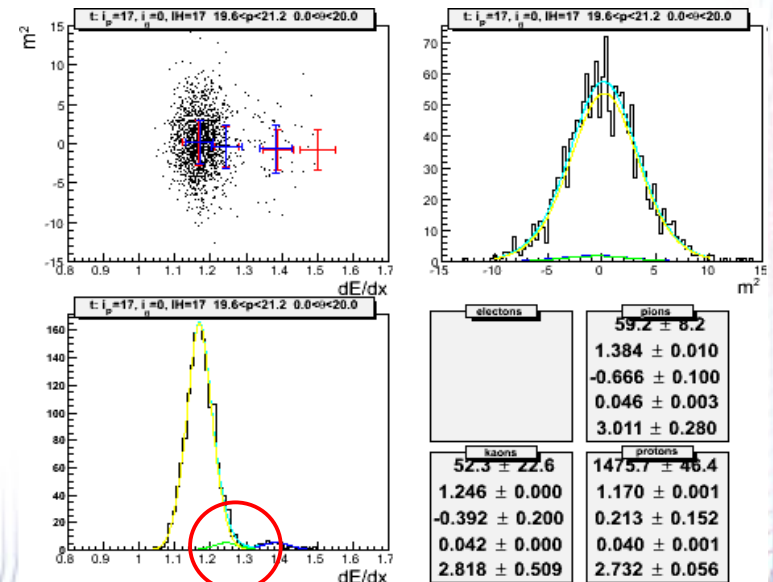 t: i_p=17, i_θ=0, IH=17 19.6<p<21.2 0.0<θ<20.0
m²
15
10
5
0
-5
-10
-15
0.8 0.9 1 1.1 1.2 1.3 1.4 1.5 1.6 1.7
dE/dx
t: i_p=17, i_θ=0, IH=17 19.6<p<21.2 0.0<θ<20.0
70
60
50
40
30
20
10
0
-15 -10 -5 0 5 10 15
m²
t: i_p=17, i_θ=0, IH=17 19.6<p<21.2 0.0<θ<20.0
160
140
120
100
80
60
40
20
0
0.8 0.9 1 1.1 1.2 1.3 1.4 1.5 1.6 1.7
dE/dx
electons
pions
59.2 ± 8.2
1.384 ± 0.010
-0.666 ± 0.100
0.046 ± 0.003
3.011 ± 0.280
kaons
52.3 ± 22.6
1.246 ± 0.000
-0.392 ± 0.200
0.042 ± 0.000
2.818 ± 0.509
protons
1475.7 ± 46.4
1.170 ± 0.001
0.213 ± 0.152
0.040 ± 0.001
2.732 ± 0.056